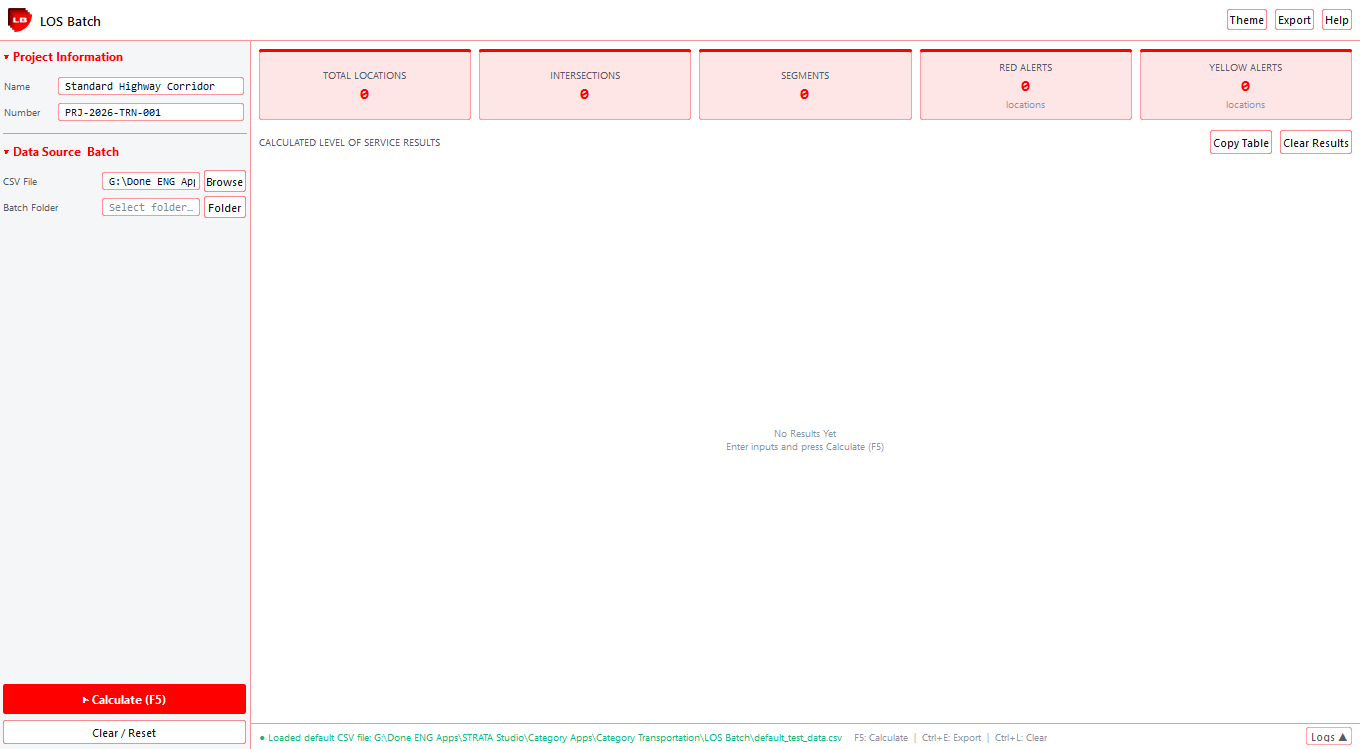 LB LOS Batch Theme Export Help
▾ Project Information
Name Standard Highway Corridor
Number PRJ-2026-TRN-001
▾ Data Source Batch
CSV File G:\Done ENG Ap Browse
Batch Folder Select folder… Folder
TOTAL LOCATIONS
0
INTERSECTIONS
0
SEGMENTS
0
RED ALERTS
0
locations
YELLOW ALERTS
0
locations
CALCULATED LEVEL OF SERVICE RESULTS Copy Table Clear Results
No Results Yet
Enter inputs and press Calculate (F5)
Calculate (F5)
Clear / Reset
● Loaded default CSV file: G:\Done ENG Apps\STRATA Studio\Category Apps\Category Transportation\LOS Batch\default_test_data.csv F5: Calculate | Ctrl+E: Export | Ctrl+L: Clear Logs ▲